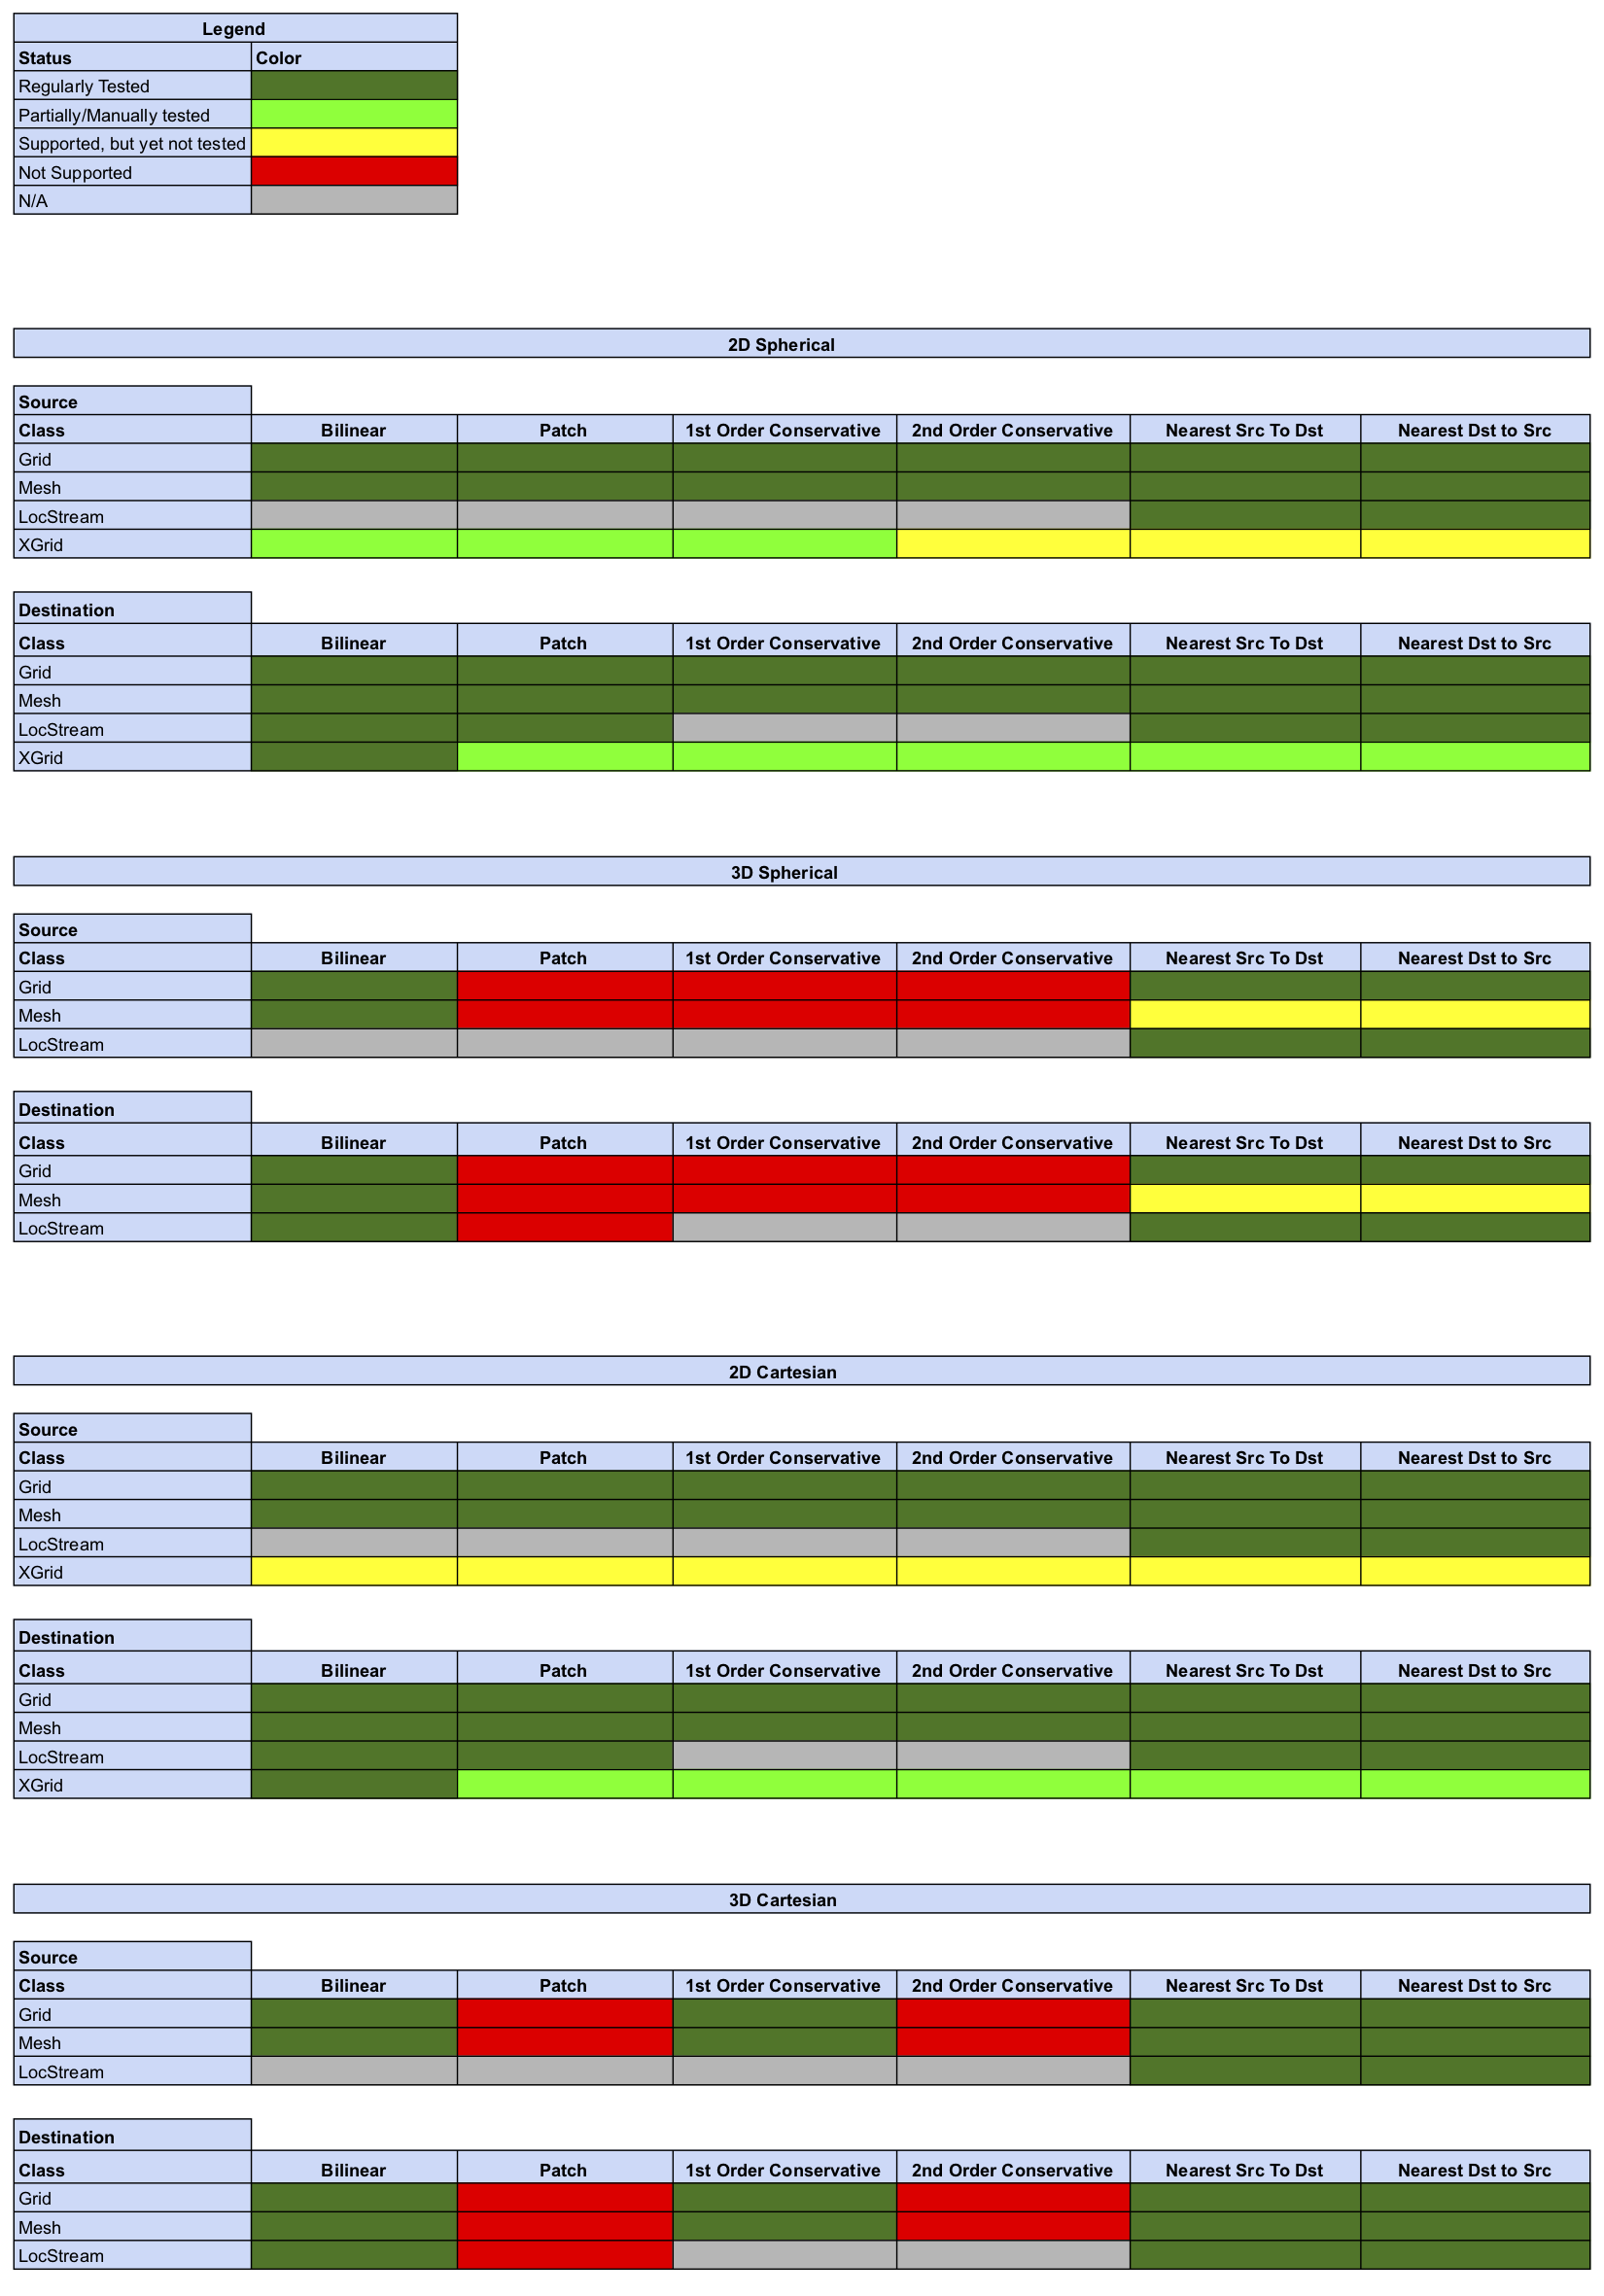 Legend
Status Color
Regularly Tested
Partially/Manually tested
Supported, but yet not tested
Not Supported
N/A
2D Spherical
Source
Class Bilinear Patch 1st Order Conservative 2nd Order Conservative Nearest Src To Dst Nearest Dst to Src
Grid
Mesh
LocStream
XGrid
Destination
Class Bilinear Patch 1st Order Conservative 2nd Order Conservative Nearest Src To Dst Nearest Dst to Src
Grid
Mesh
LocStream
XGrid
3D Spherical
Source
Class Bilinear Patch 1st Order Conservative 2nd Order Conservative Nearest Src To Dst Nearest Dst to Src
Grid
Mesh
LocStream
Destination
Class Bilinear Patch 1st Order Conservative 2nd Order Conservative Nearest Src To Dst Nearest Dst to Src
Grid
Mesh
LocStream
2D Cartesian
Source
Class Bilinear Patch 1st Order Conservative 2nd Order Conservative Nearest Src To Dst Nearest Dst to Src
Grid
Mesh
LocStream
XGrid
Destination
Class Bilinear Patch 1st Order Conservative 2nd Order Conservative Nearest Src To Dst Nearest Dst to Src
Grid
Mesh
LocStream
XGrid
3D Cartesian
Source
Class Bilinear Patch 1st Order Conservative 2nd Order Conservative Nearest Src To Dst Nearest Dst to Src
Grid
Mesh
LocStream
Destination
Class Bilinear Patch 1st Order Conservative 2nd Order Conservative Nearest Src To Dst Nearest Dst to Src
Grid
Mesh
LocStream